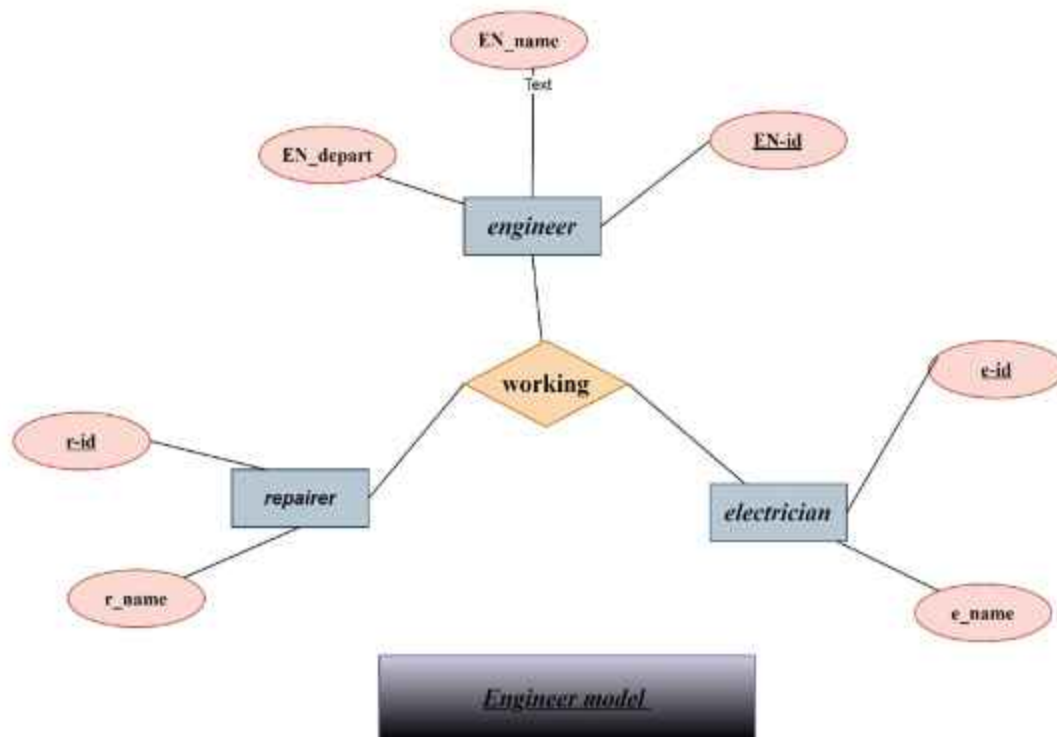 EN_name
Text
EN_depart
EN-id
engineer
working
e-id
r-id
repairer
electrician
r_name
e_name
Engineer model